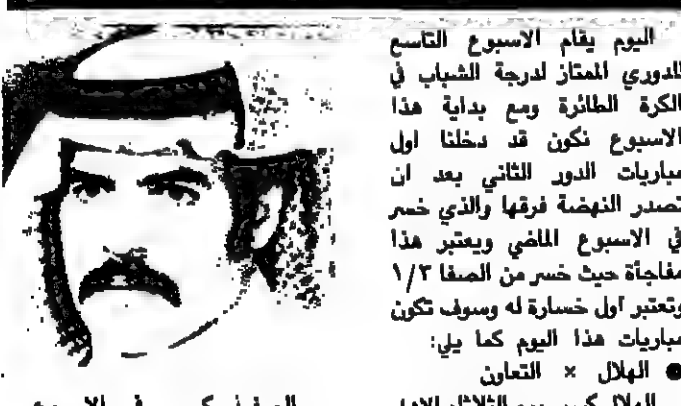 اليوم يقام الاسبوع التاسع
للدوري الممتاز لدرجة الشباب في
الكرة الطائرة ومع بداية هذا
الاسبوع نكون قد دخلنا اول
مباريات الدور الثاني بعد ان
تصدر النهضة فرقها والذي خسر
في الاسبوع الماضي ويعتبر هذا
مفاجأة حيث خسر من الصفا ١/٣
وتعتبر اول خسارة له وسوف تكون
مباريات هذا اليوم كما يلي:
● الهلال × التعاون